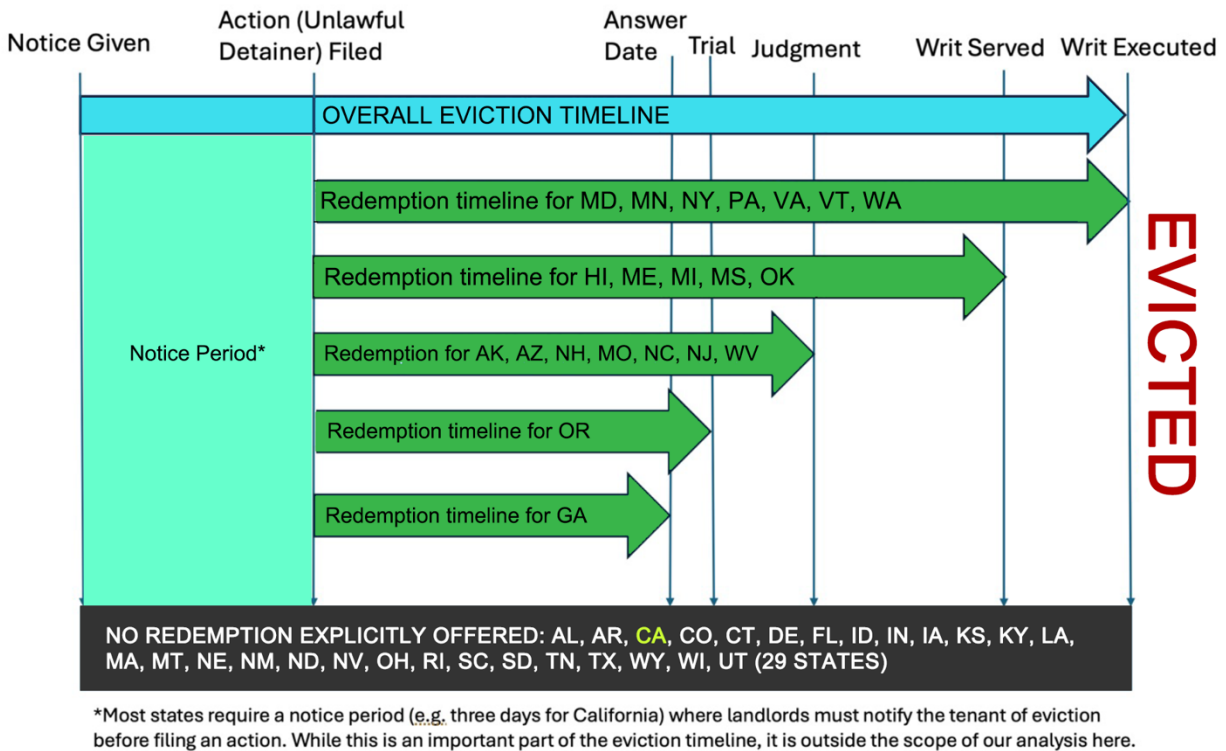 Notice Given
Action (Unlawful
Detainer) Filed
Answer
Date
Trial
Judgment
Writ Served
Writ Executed
OVERALL EVICTION TIMELINE
Redemption timeline for MD, MN, NY, PA, VA, VT, WA
Redemption timeline for HI, ME, MI, MS, OK
Notice Period*
Redemption for AK, AZ, NH, MO, NC, NJ, WV
Redemption timeline for OR
Redemption timeline for GA
EVICTED
NO REDEMPTION EXPLICITLY OFFERED: AL, AR, CA, CO, CT, DE, FL, ID, IN, IA, KS, KY, LA,
MA, MT, NE, NM, ND, NV, OH, RI, SC, SD, TN, TX, WY, WI, UT (29 STATES)
*Most states require a notice period (e.g. three days for California) where landlords must notify the tenant of eviction
before filing an action. While this is an important part of the eviction timeline, it is outside the scope of our analysis here.